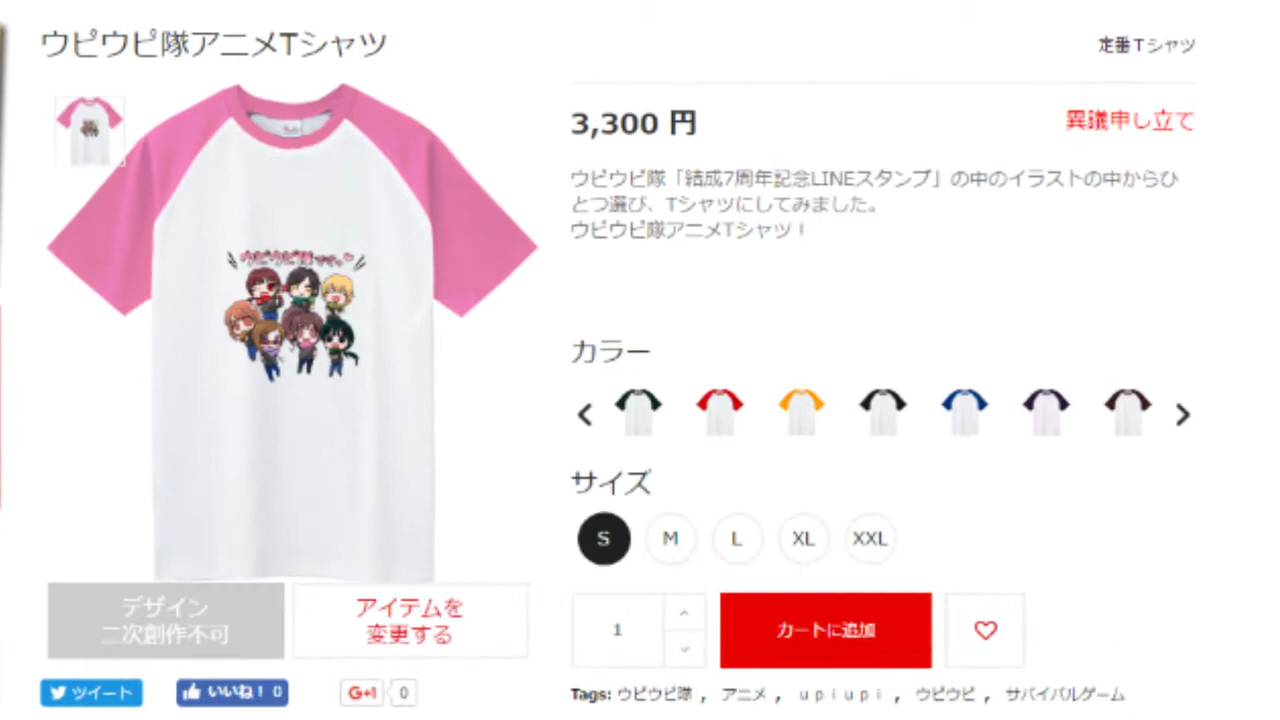 ウピウピ隊アニメTシャツ
定番Tシャツ
3,300 円
異議申し立て
ウピウピ隊「結成7周年記念LINEスタンプ」の中のイラストの中からひ
とつ選び、Tシャツにしてみました。
ウピウピ隊アニメTシャツ!
ウピウピ隊ですっ
カラー
サイズ
S M L XL XXL
デザイン
二次創作不可
アイテムを
変更する
1
カートに追加
ツイート
いいね! 0
G+1 0
Tags: ウピウピ隊 , アニメ , upiupi , ウピウピ , サバイバルゲーム